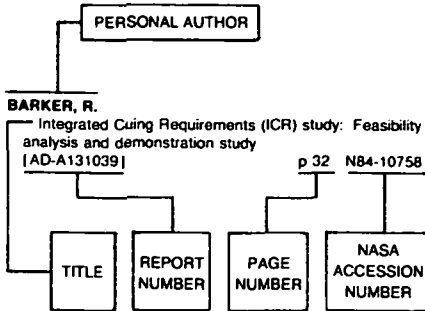 PERSONAL AUTHOR
BARKER, R.
Integrated Cuing Requirements (ICR) study: Feasibility
analysis and demonstration study
[AD-A131039] p 32 N84-10758
TITLE
REPORT
NUMBER
PAGE
NUMBER
NASA
ACCESSION
NUMBER